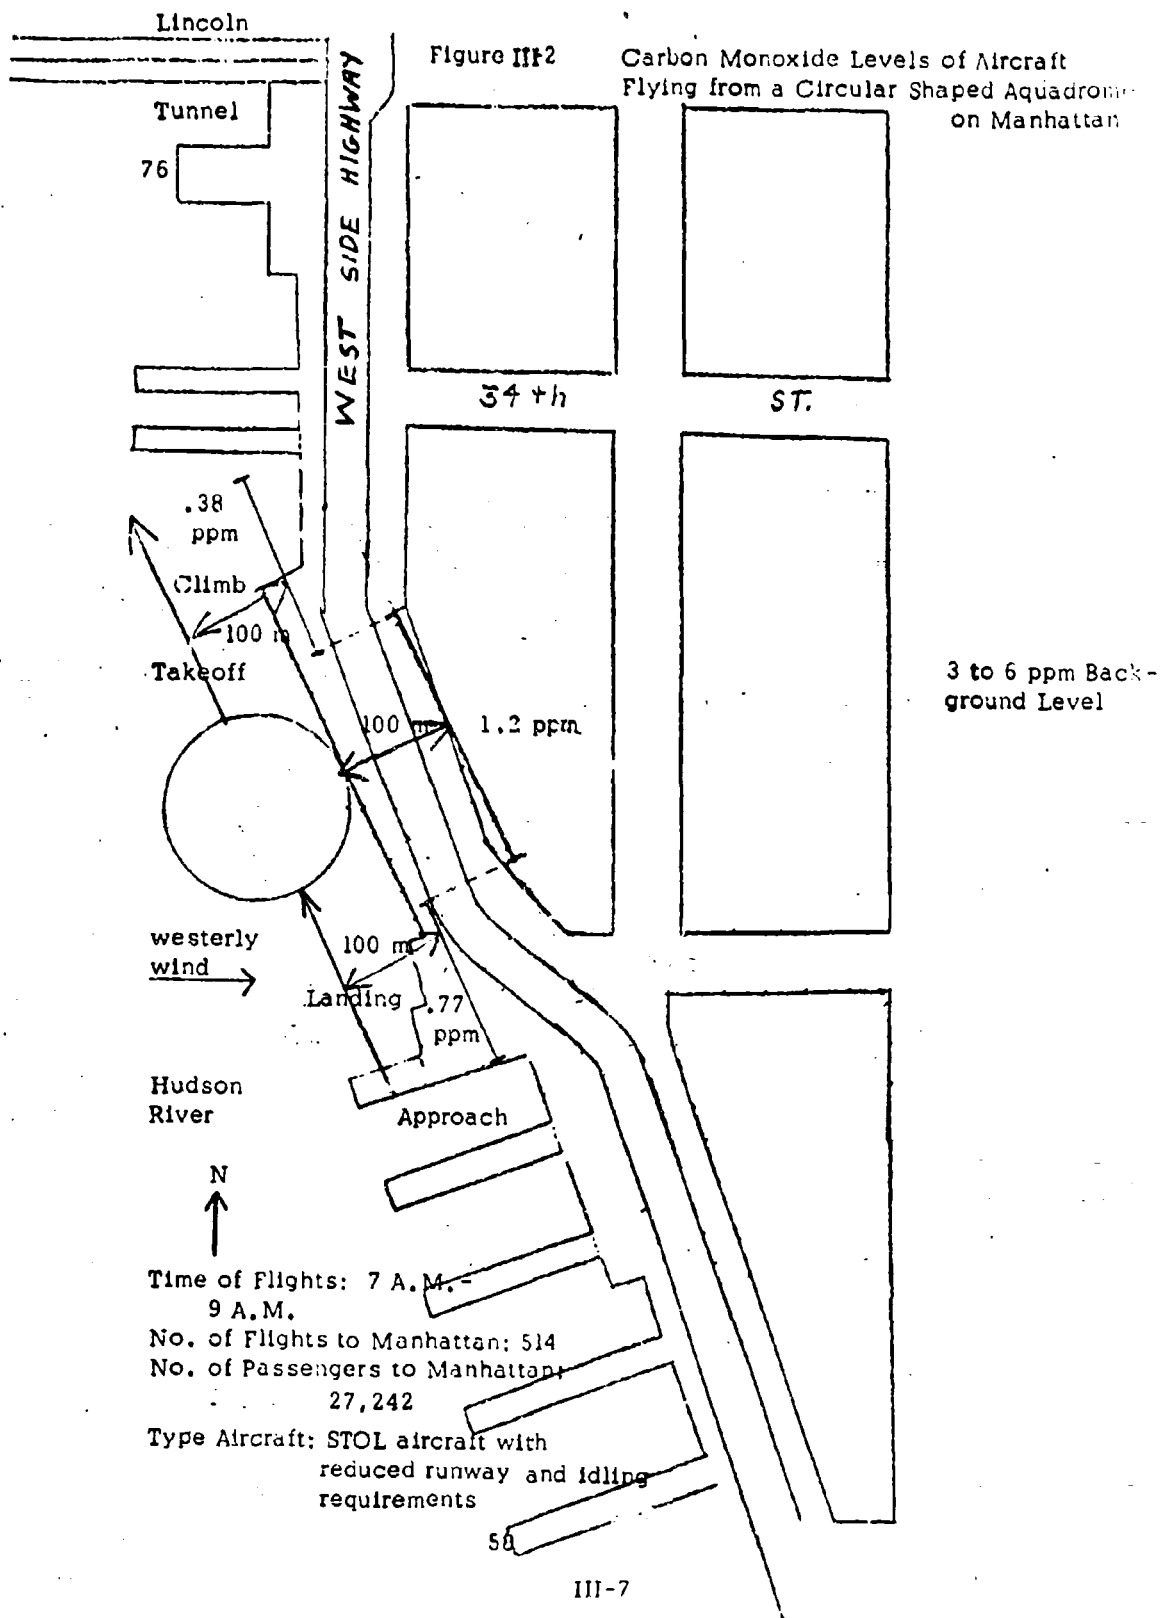 Lincoln
Tunnel
76
WEST SIDE HIGHWAY
Figure III-2
Carbon Monoxide Levels of Aircraft
Flying from a Circular Shaped Aquadrome
on Manhattan
34th ST.
.38
ppm
Climb
100 m
Takeoff
100 m
1.2 ppm
3 to 6 ppm Back-
ground Level
westerly
wind
100 m
Landing
.77
ppm
Hudson
River
Approach
N
Time of Flights: 7 A.M.-
9 A.M.
No. of Flights to Manhattan: 514
No. of Passengers to Manhattan:
27,242
Type Aircraft: STOL aircraft with
reduced runway and idling
requirements
58
III-7